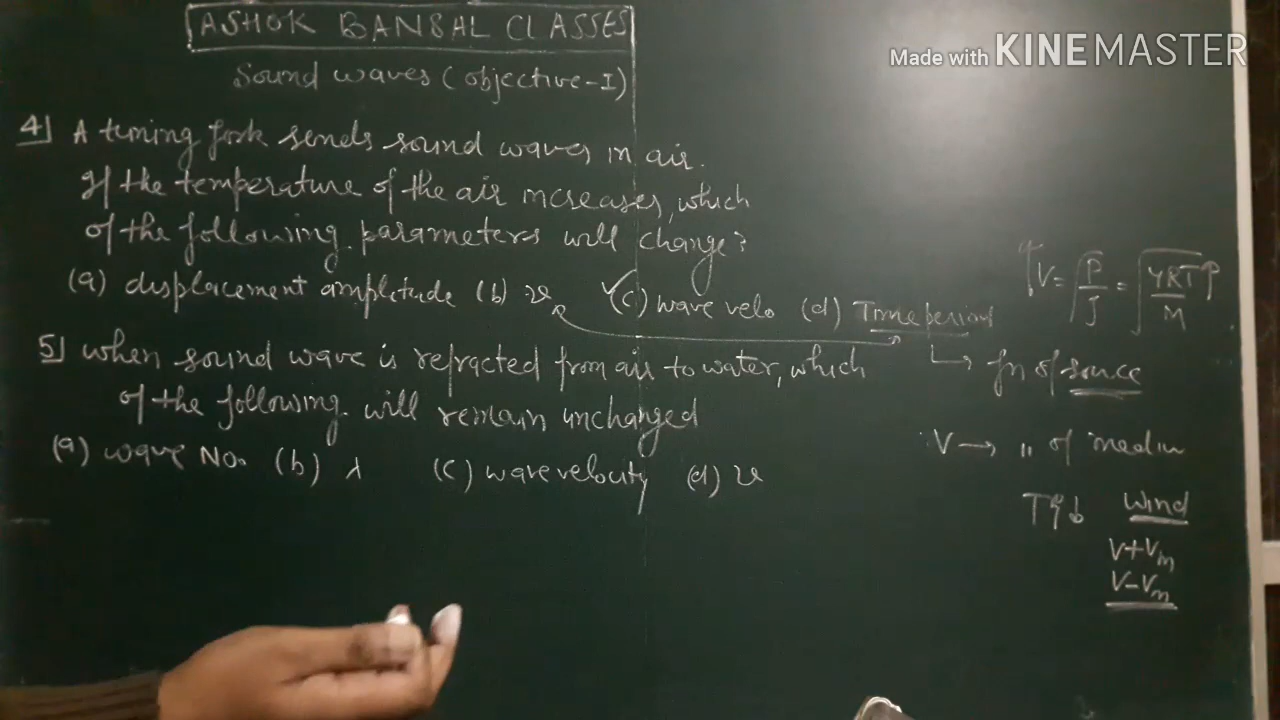 ASHOK BANSAL CLASSES
Made with KINEMASTER
Sound waves (objective-I)
4] A tuning fork sends sound waves in air.
If the temperature of the air increases, which
of the following parameters will change?
(a) displacement amplitude (b) ν (c) wave velo (d) Time period
V = √P/ρ = √γRT/M ↑
↳ fn of source
5] when sound wave is refracted from air to water, which
of the following will remain unchanged
(a) wave No. (b) λ (c) wave velocity (d) ν
V → " of medium
T↑↓ wind
V+Vm
V-Vm